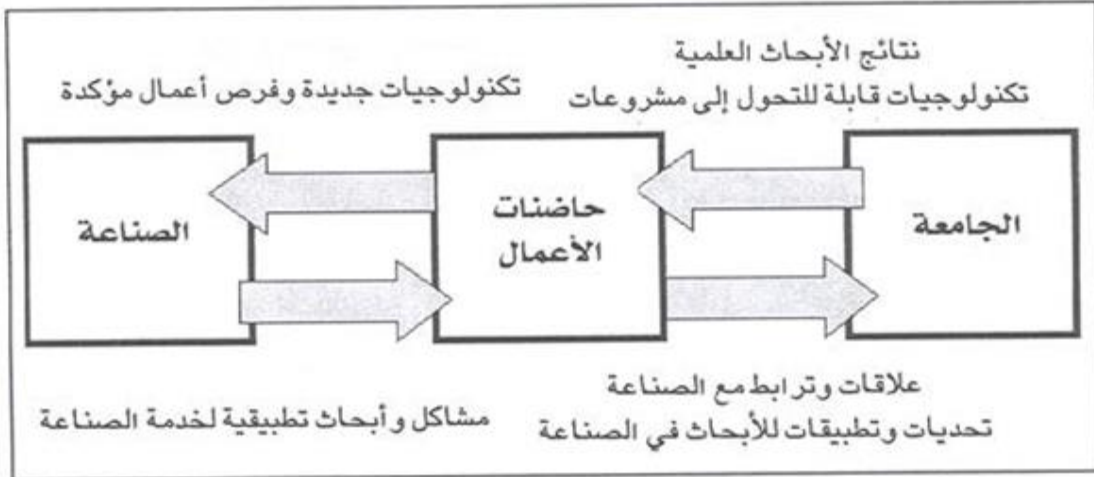 نتائج الأبحاث العلمية
تكنولوجيات قابلة للتحول إلى مشروعات
تكنولوجيات جديدة وفرص أعمال مؤكدة
الجامعة
حاضنات
الأعمال
الصناعة
علاقات وترابط مع الصناعة
تحديات وتطبيقات للأبحاث في الصناعة
مشاكل وأبحاث تطبيقية لخدمة الصناعة